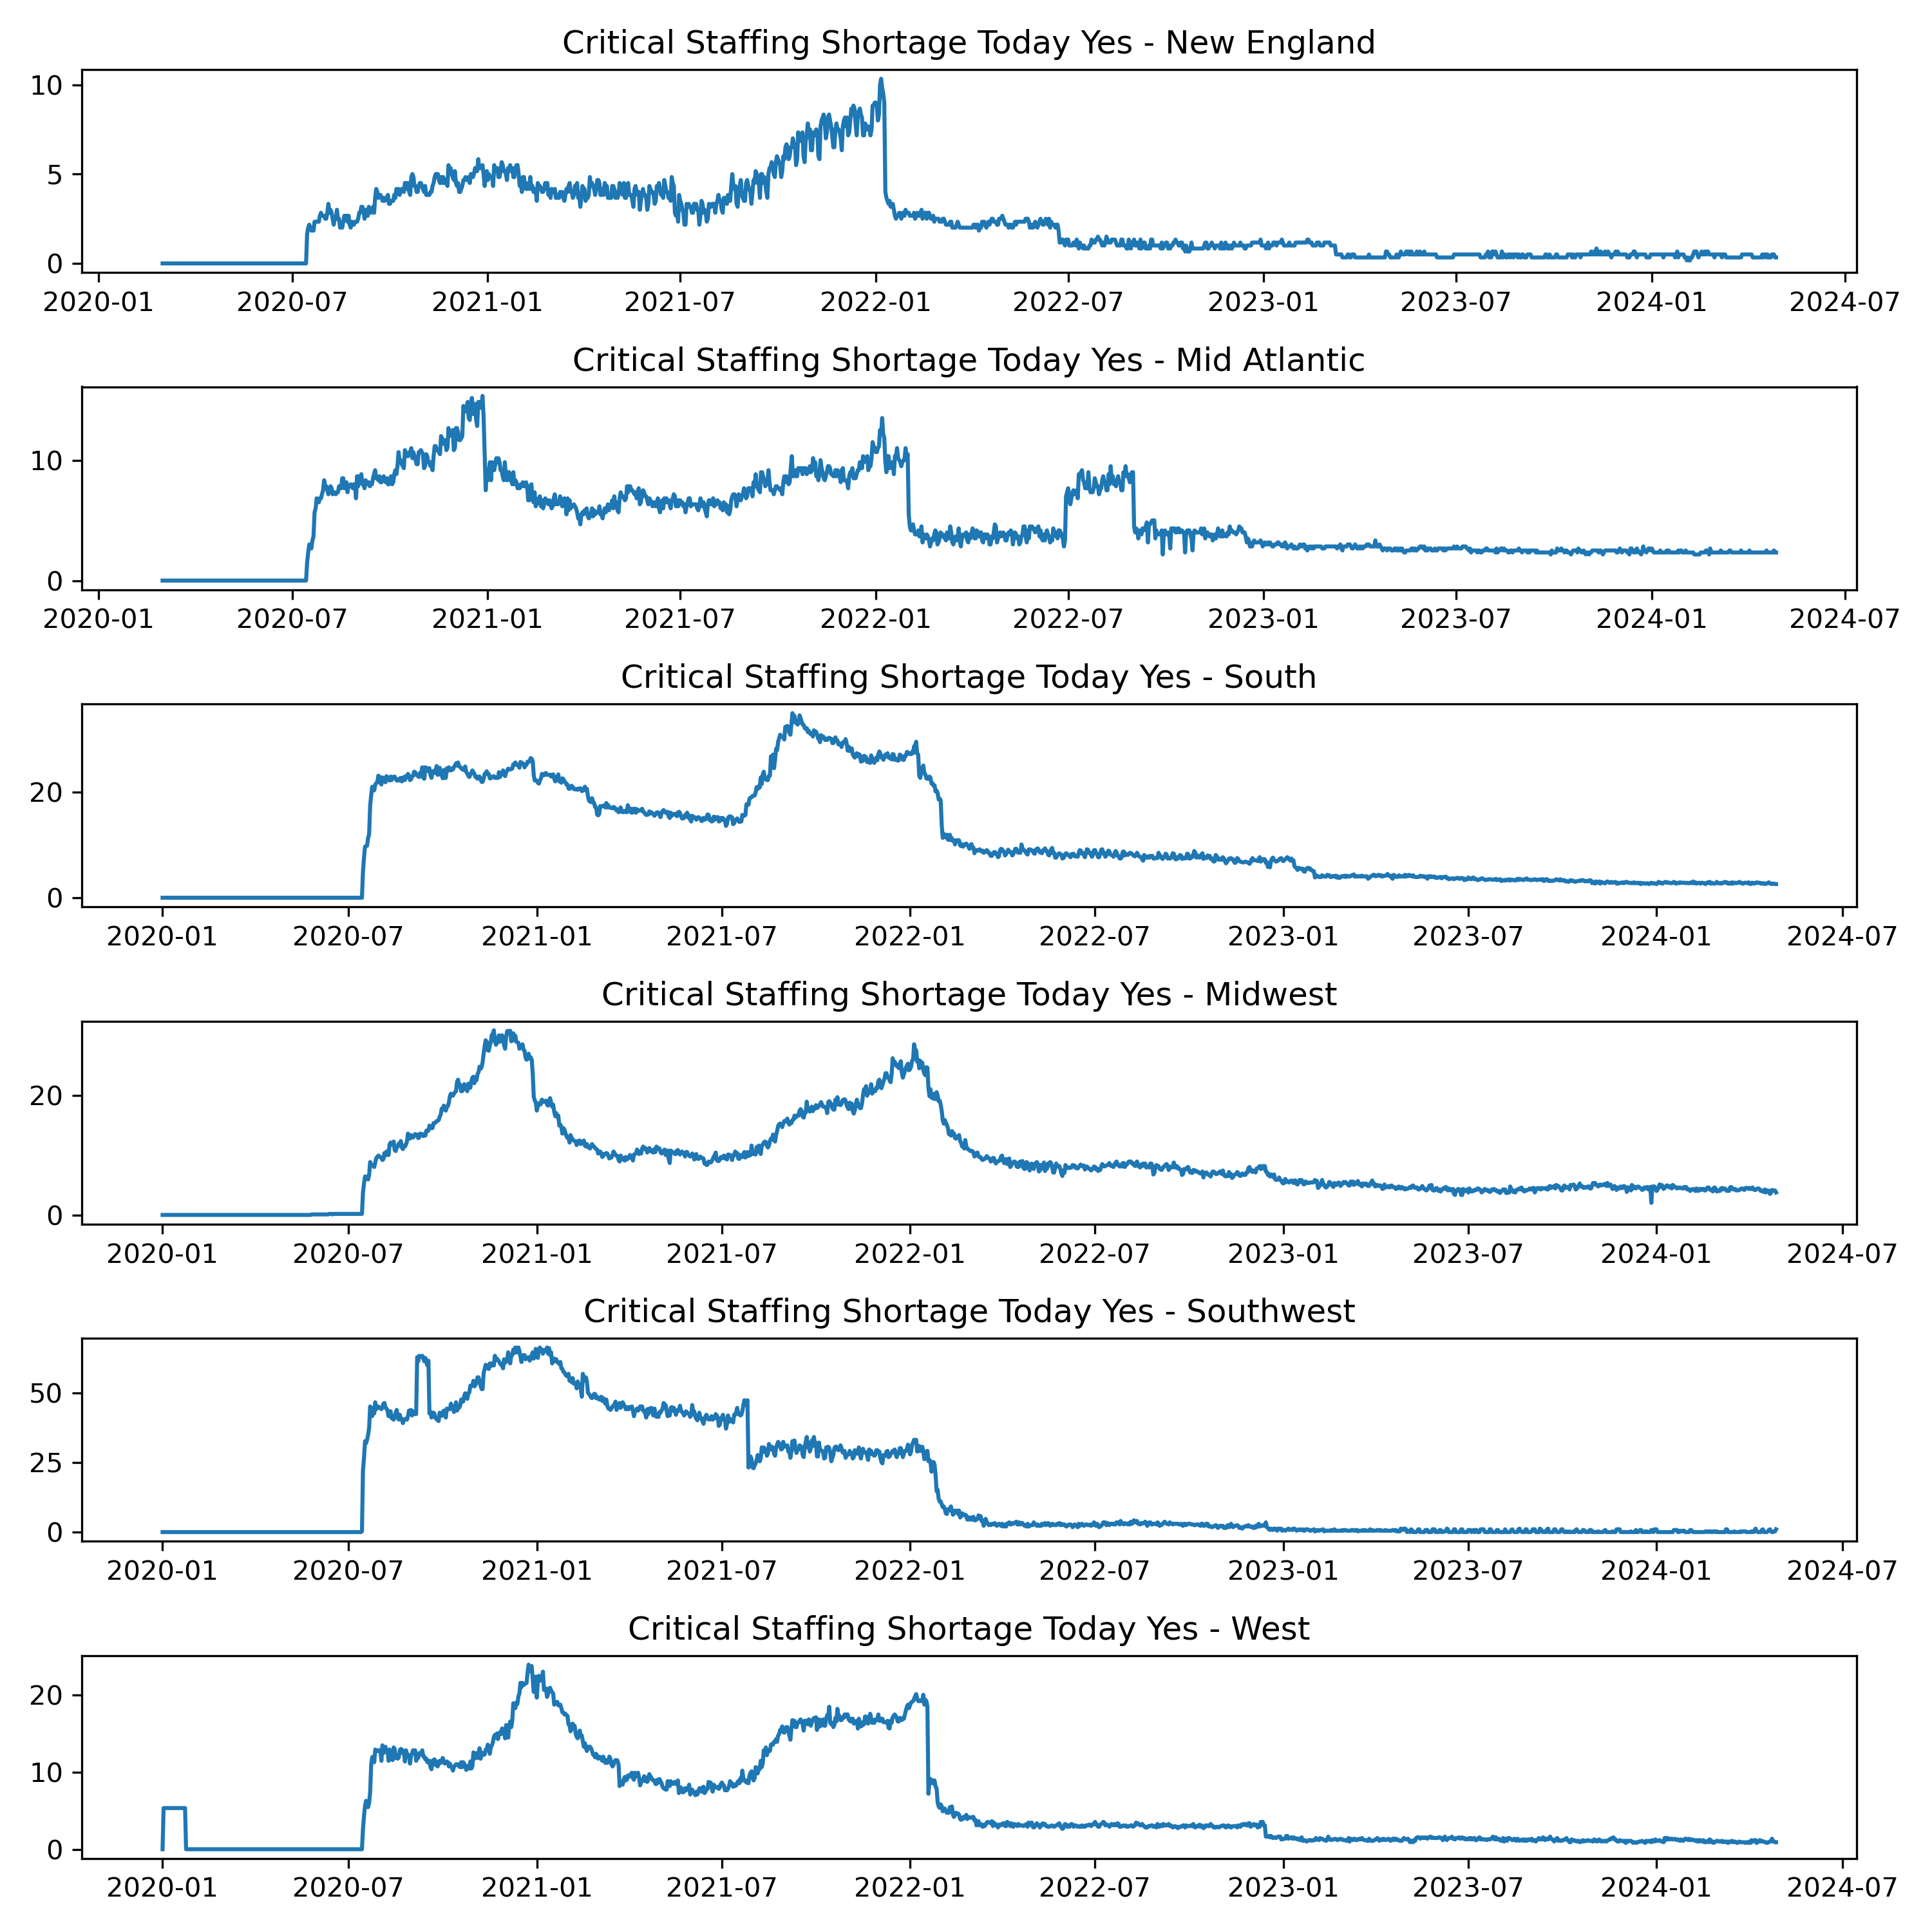 Critical Staffing Shortage Today Yes - New England
10
5
0
2020-01 2020-07 2021-01 2021-07 2022-01 2022-07 2023-01 2023-07 2024-01 2024-07
Critical Staffing Shortage Today Yes - Mid Atlantic
10
0
2020-01 2020-07 2021-01 2021-07 2022-01 2022-07 2023-01 2023-07 2024-01 2024-07
Critical Staffing Shortage Today Yes - South
20
0
2020-01 2020-07 2021-01 2021-07 2022-01 2022-07 2023-01 2023-07 2024-01 2024-07
Critical Staffing Shortage Today Yes - Midwest
20
0
2020-01 2020-07 2021-01 2021-07 2022-01 2022-07 2023-01 2023-07 2024-01 2024-07
Critical Staffing Shortage Today Yes - Southwest
50
25
0
2020-01 2020-07 2021-01 2021-07 2022-01 2022-07 2023-01 2023-07 2024-01 2024-07
Critical Staffing Shortage Today Yes - West
20
10
0
2020-01 2020-07 2021-01 2021-07 2022-01 2022-07 2023-01 2023-07 2024-01 2024-07